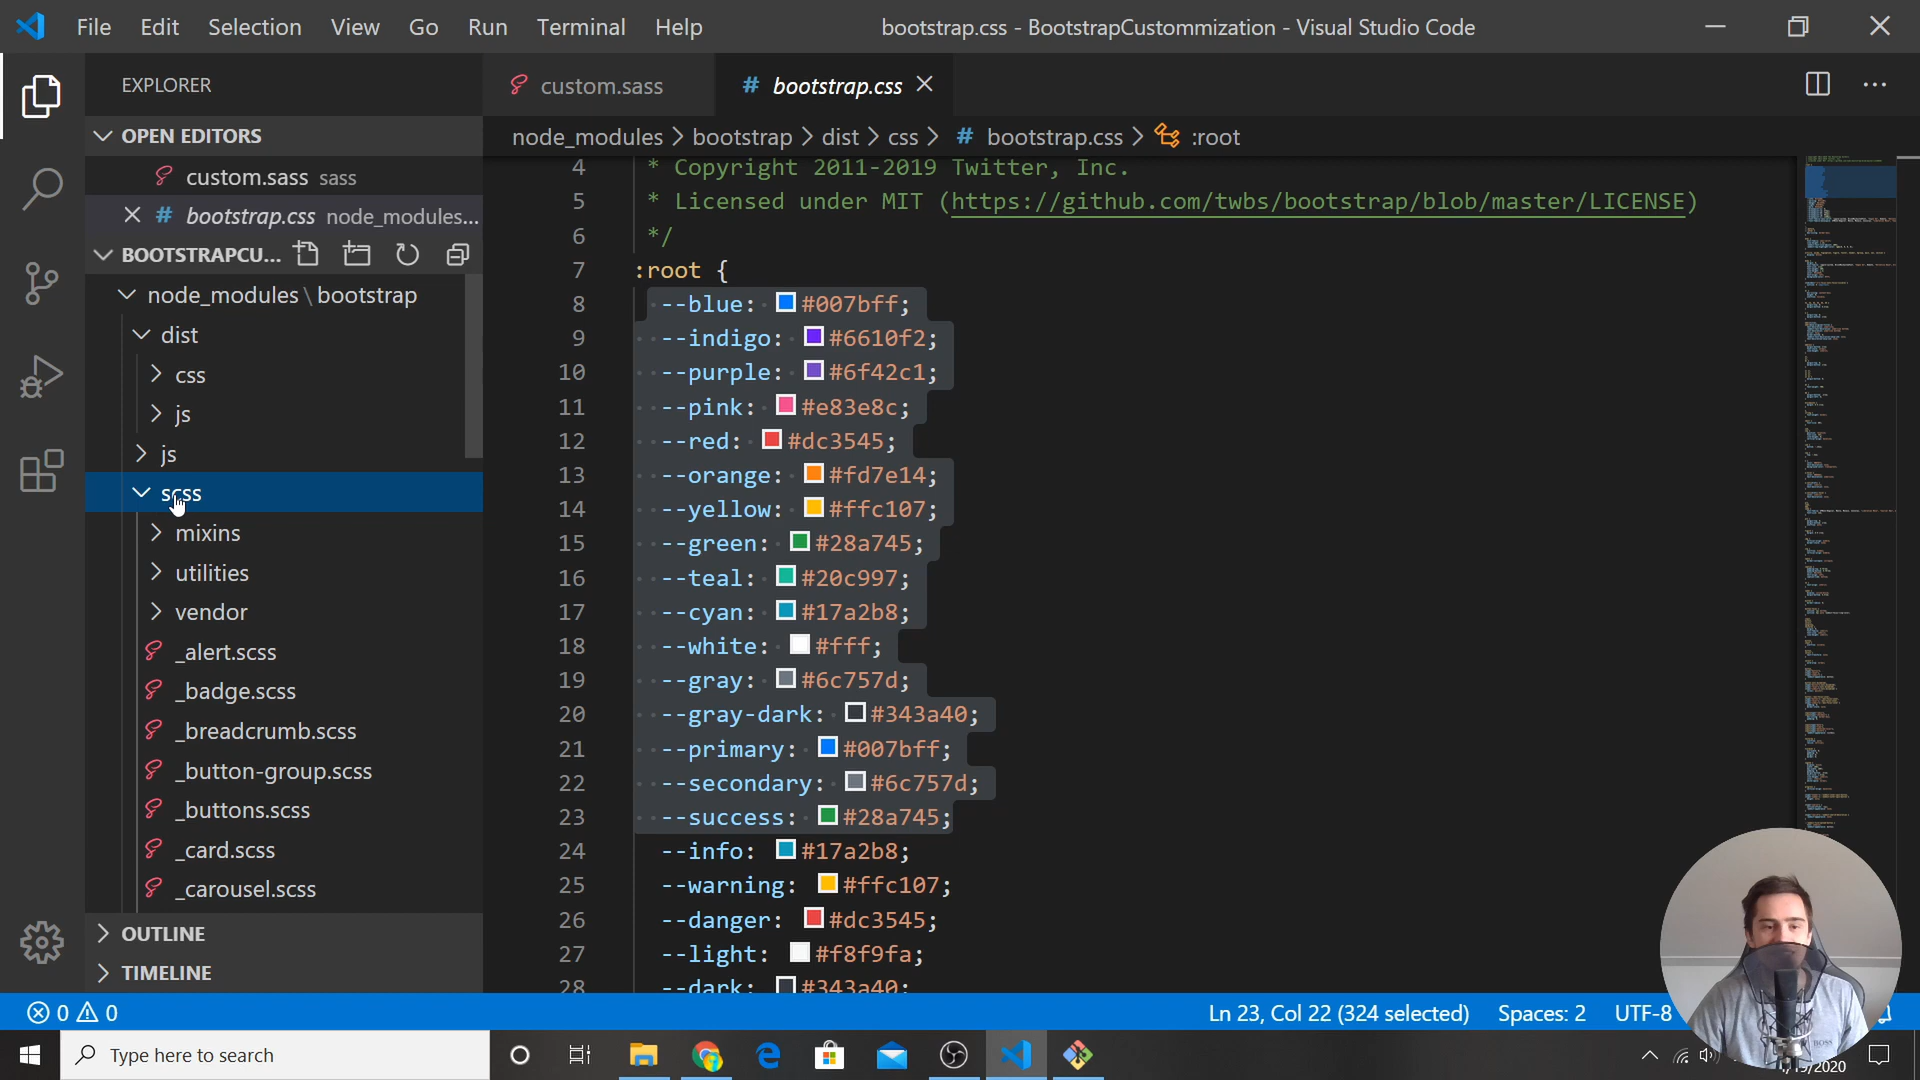 File Edit Selection View Go Run Terminal Help bootstrap.css - BootstrapCustommization - Visual Studio Code
EXPLORER
custom.sass
# bootstrap.css
OPEN EDITORS
custom.sass sass
# bootstrap.css node_modules...
BOOTSTRAPCU...
node_modules \ bootstrap
dist
css
js
js
scss
mixins
utilities
vendor
_alert.scss
_badge.scss
_breadcrumb.scss
_button-group.scss
_buttons.scss
_card.scss
_carousel.scss
OUTLINE
TIMELINE
node_modules > bootstrap > dist > css > # bootstrap.css > :root
4 * Copyright 2011-2019 Twitter, Inc.
5 * Licensed under MIT (https://github.com/twbs/bootstrap/blob/master/LICENSE)
6 */
7 :root {
8 --blue: #007bff;
9 --indigo: #6610f2;
10 --purple: #6f42c1;
11 --pink: #e83e8c;
12 --red: #dc3545;
13 --orange: #fd7e14;
14 --yellow: #ffc107;
15 --green: #28a745;
16 --teal: #20c997;
17 --cyan: #17a2b8;
18 --white: #fff;
19 --gray: #6c757d;
20 --gray-dark: #343a40;
21 --primary: #007bff;
22 --secondary: #6c757d;
23 --success: #28a745;
24 --info: #17a2b8;
25 --warning: #ffc107;
26 --danger: #dc3545;
27 --light: #f8f9fa;
28 --dark: #343a40;
0 0 Ln 23, Col 22 (324 selected) Spaces: 2 UTF-8
BOSS
Type here to search
/2020